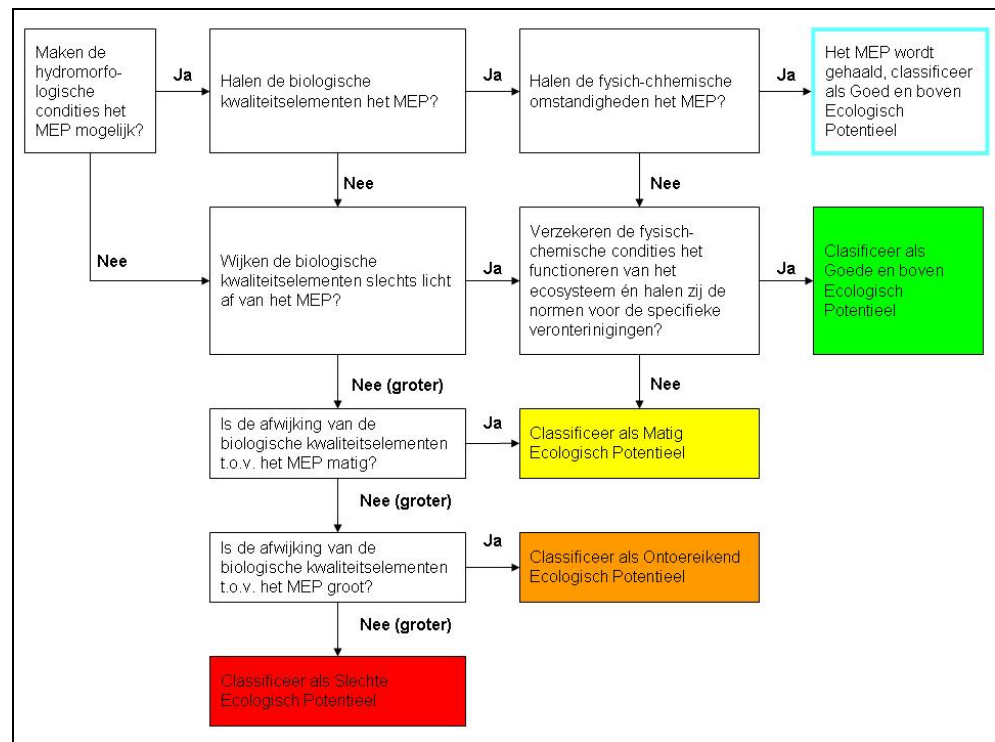 Maken de
hydromorfo-
logische
condities het
MEP mogelijk?
Ja
Halen de biologische
kwaliteitselementen het MEP?
Ja
Halen de fysich-chhemische
omstandigheden het MEP?
Ja
Het MEP wordt
gehaald, classificeer
als Goed en boven
Ecologisch
Potentieel
Nee
Nee
Nee
Wijken de biologische
kwaliteitselementen slechts licht
af van het MEP?
Ja
Verzekeren de fysisch-
chemische condities het
functioneren van het
ecosysteem én halen zij de
normen voor de specifieke
veronterinigingen?
Ja
Clasificeer als
Goede en boven
Ecologisch
Potentieel
Nee (groter)
Nee
Is de afwijking van de
biologische kwaliteitselementen
t.o.v. het MEP matig?
Ja
Classificeer als Matig
Ecologisch Potentieel
Nee (groter)
Is de afwijking van de
biologische kwaliteitselementen
t.o.v. het MEP groot?
Ja
Classificeer als Ontoereikend
Ecologisch Potentieel
Nee (groter)
Classificeer als Slechte
Ecologisch Potentieel